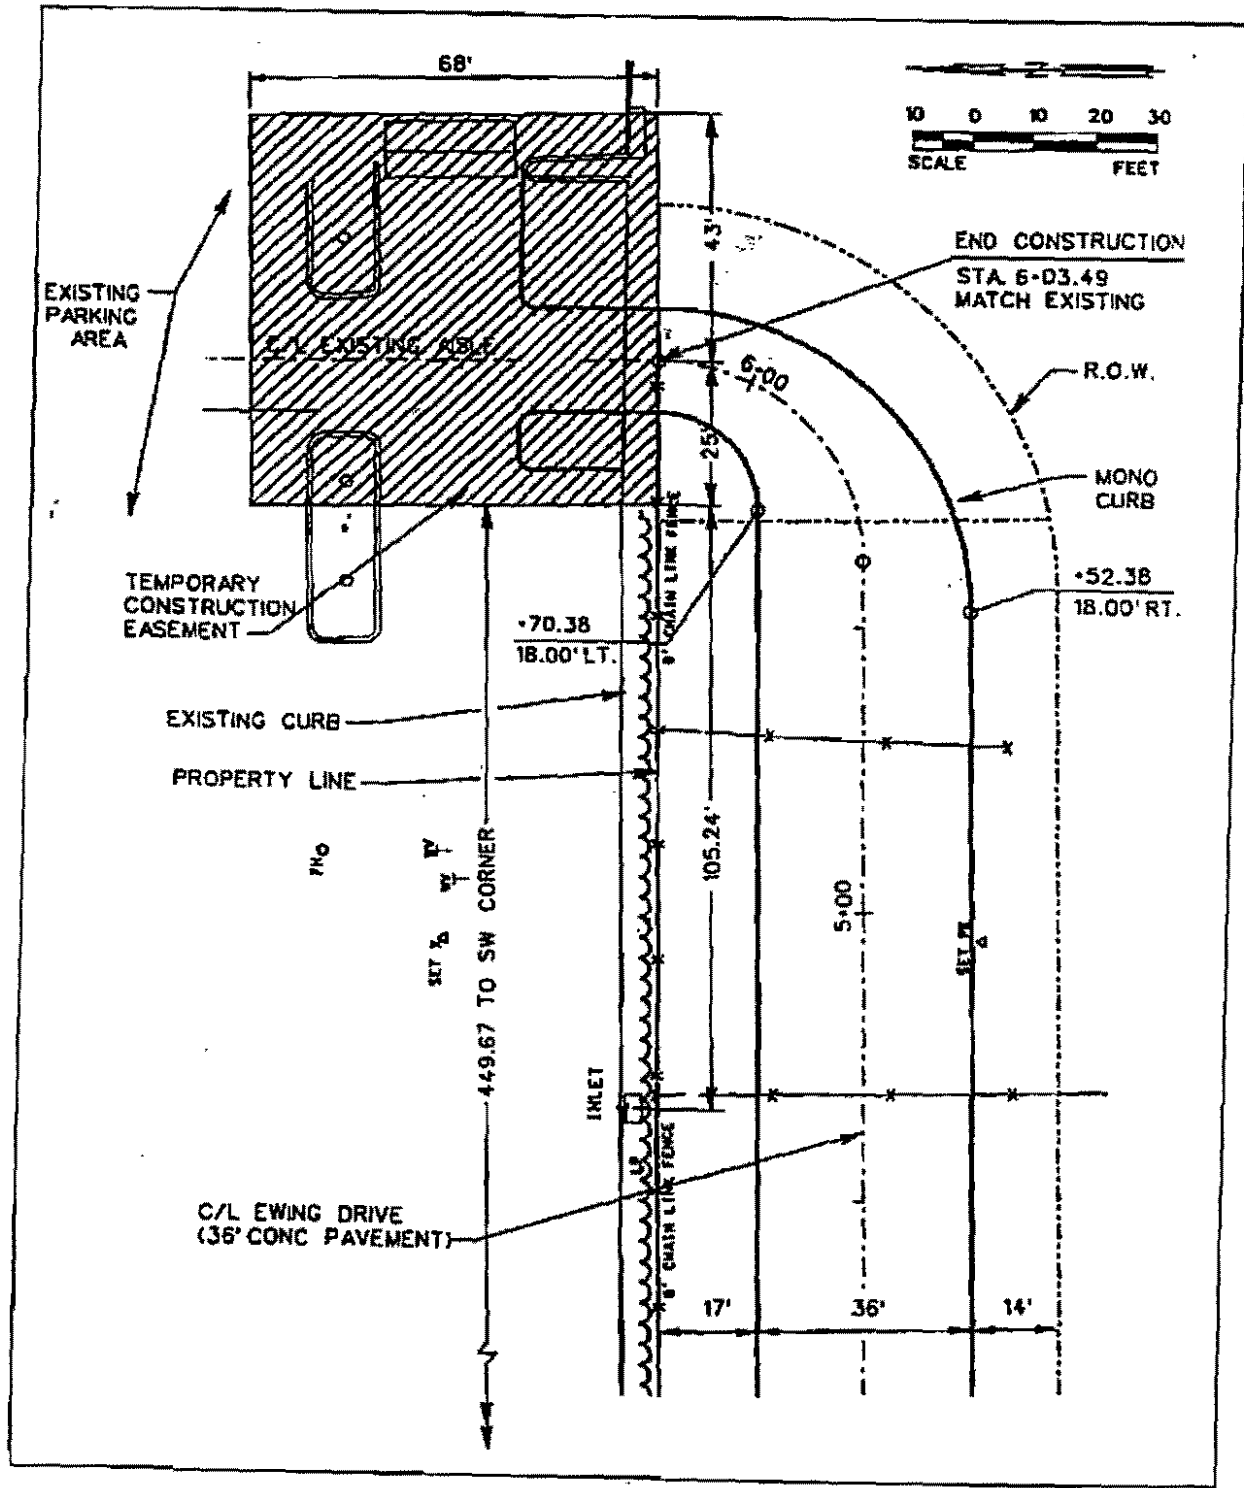 68'
N
10 0 10 20 30
SCALE FEET
43'
END CONSTRUCTION
STA. 6+03.49
MATCH EXISTING
EXISTING
PARKING
AREA
C/L EXISTING AISLE
6+00
R.O.W.
25'
MONO
CURB
8' CHAIN LINK FENCE
TEMPORARY
CONSTRUCTION
EASEMENT
+70.38
18.00' LT.
+52.38
18.00' RT.
EXISTING CURB
PROPERTY LINE
105.24'
449.67 TO SW CORNER
5+00
SET X
SET PK
INLET
8' CHAIN LINK FENCE
C/L EWING DRIVE
(36' CONC PAVEMENT)
17'
36'
14'